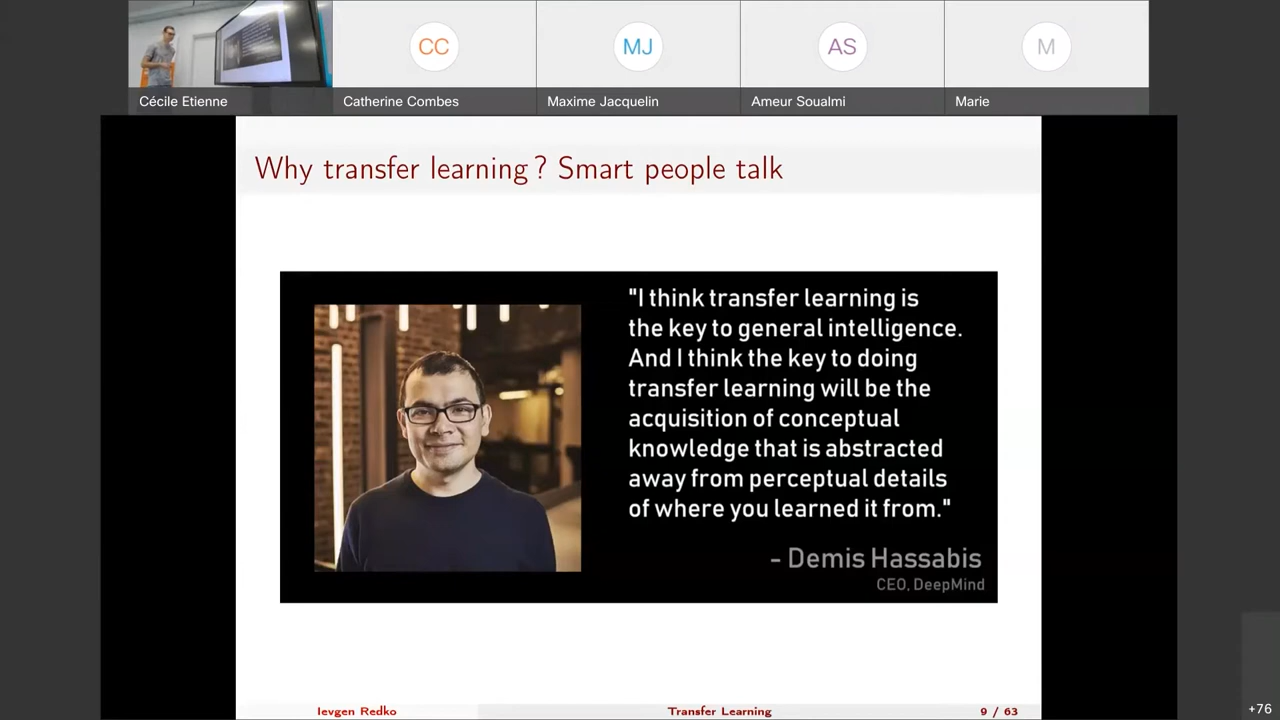 CC
MJ
AS
M
Cécile Etienne
Catherine Combes
Maxime Jacquelin
Ameur Soualmi
Marie
Why transfer learning ? Smart people talk
"I think transfer learning is
the key to general intelligence.
And I think the key to doing
transfer learning will be the
acquisition of conceptual
knowledge that is abstracted
away from perceptual details
of where you learned it from."
- Demis Hassabis
CEO, DeepMind
Ievgen Redko
Transfer Learning
9 / 63
+76